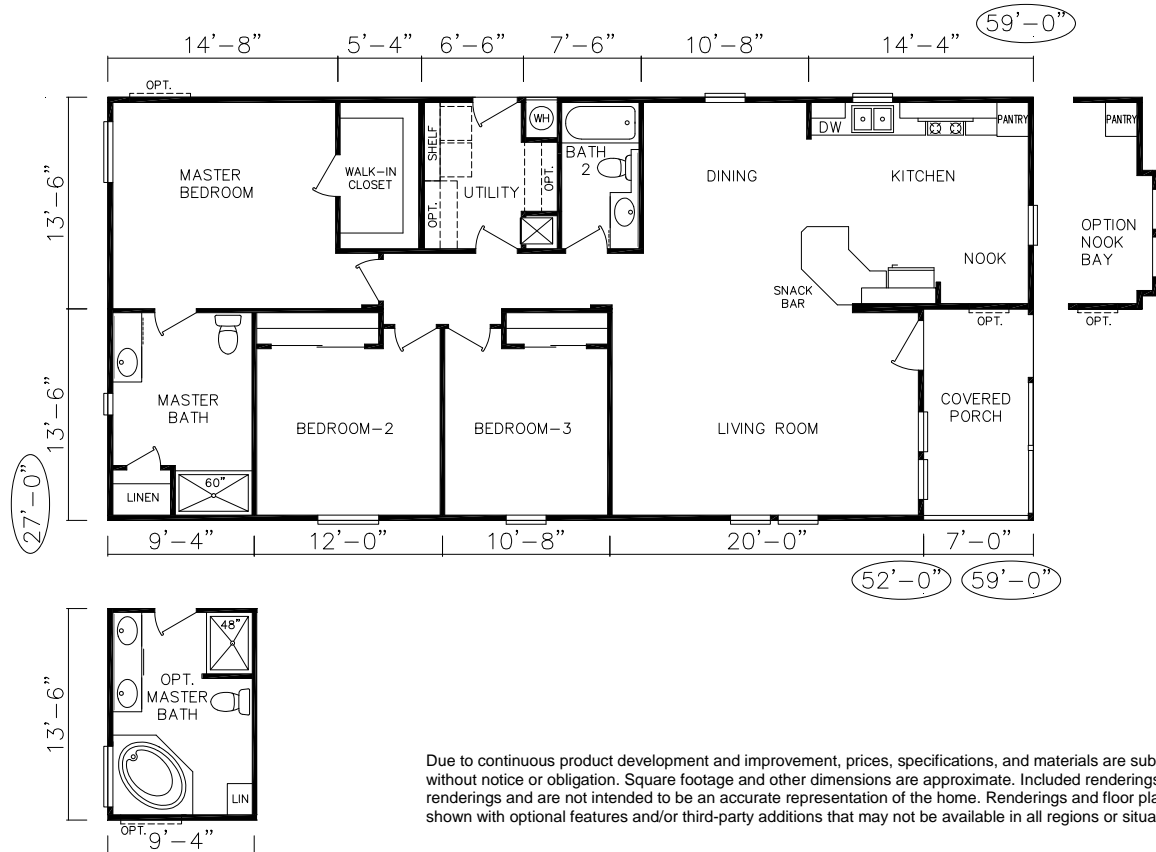 59'-0"
14'-8" 5'-4" 6'-6" 7'-6" 10'-8" 14'-4"
OPT.
13'-6"
MASTER
BEDROOM
WALK-IN
CLOSET
SHELF
OPT.
UTILITY
WH
OPT.
BATH
2
DINING
DW
KITCHEN
PANTRY
NOOK
SNACK
BAR
OPT.
PANTRY
OPTION
NOOK
BAY
OPT.
13'-6"
27'-0"
MASTER
BATH
LINEN
60"
BEDROOM-2
BEDROOM-3
LIVING ROOM
COVERED
PORCH
9'-4" 12'-0" 10'-8" 20'-0" 7'-0"
52'-0" 59'-0"
13'-6"
48"
OPT.
MASTER
BATH
LIN
OPT.
9'-4"
Due to continuous product development and improvement, prices, specifications, and materials are sub
without notice or obligation. Square footage and other dimensions are approximate. Included renderings
renderings and are not intended to be an accurate representation of the home. Renderings and floor pla
shown with optional features and/or third-party additions that may not be available in all regions or situa